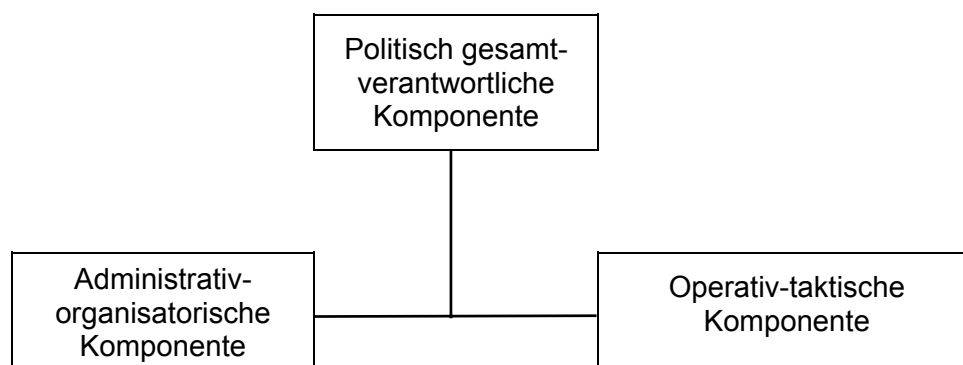 Politisch gesamt-
verantwortliche
Komponente
Administrativ-
organisatorische
Komponente
Operativ-taktische
Komponente